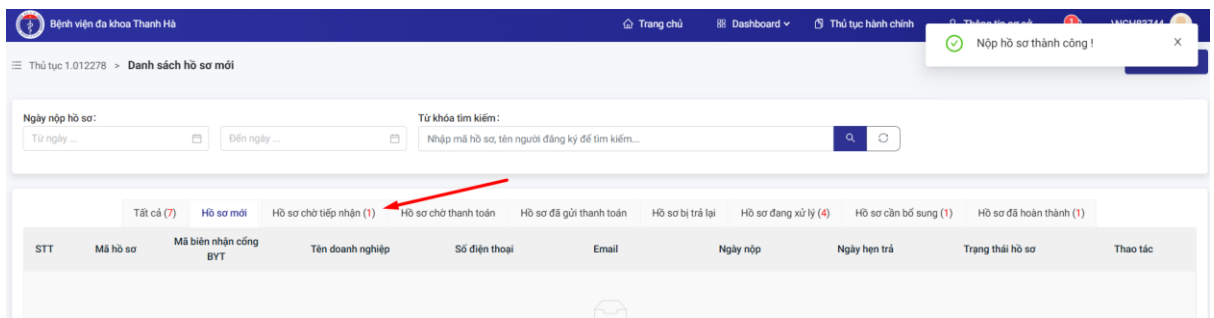 Bệnh viện đa khoa Thanh Hà
Trang chủ
Dashboard
Thủ tục hành chính
1
Nộp hồ sơ thành công !
Thủ tục 1.012278 > Danh sách hồ sơ mới
Ngày nộp hồ sơ:
Từ khóa tìm kiếm:
Từ ngày ...
Đến ngày ...
Nhập mã hồ sơ, tên người đăng ký để tìm kiếm...
Tất cả (7)
Hồ sơ mới
Hồ sơ chờ tiếp nhận (1)
Hồ sơ chờ thanh toán
Hồ sơ đã gửi thanh toán
Hồ sơ bị trả lại
Hồ sơ đang xử lý (4)
Hồ sơ cần bổ sung (1)
Hồ sơ đã hoàn thành (1)
STT
Mã hồ sơ
Mã biên nhận cổng
BYT
Tên doanh nghiệp
Số điện thoại
Email
Ngày nộp
Ngày hẹn trả
Trạng thái hồ sơ
Thao tác